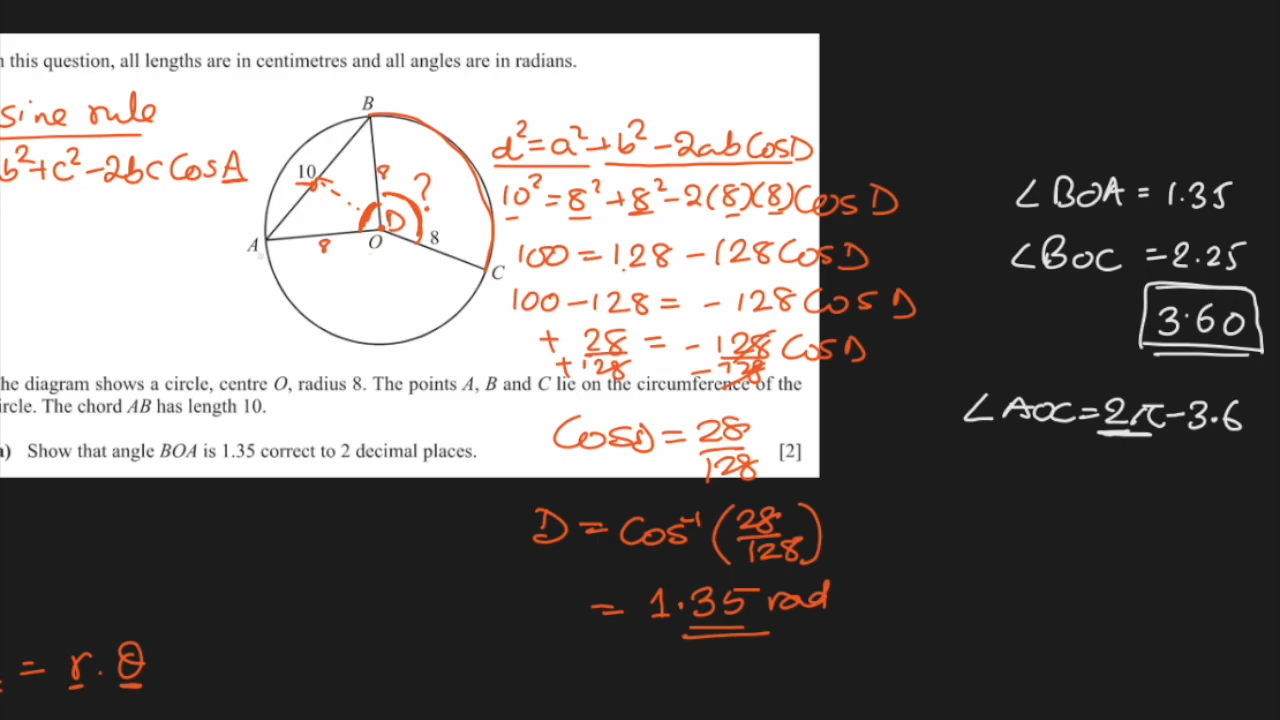 n this question, all lengths are in centimetres and all angles are in radians.
sine rule
b²+c²-2bc CosA
B
10
8
?
D
A
8
O
8
C
d²=a²+b²-2ab CosD
10² = 8²+8²-2(8)(8)Cos D
100 = 128 - 128 Cos D
100-128 = - 128 Cos D
+ 28 = - 128 Cos D
+128 -128
he diagram shows a circle, centre O, radius 8. The points A, B and C lie on the circumference of the
ircle. The chord AB has length 10.
Cos D = 28/128
) Show that angle BOA is 1.35 correct to 2 decimal places. [2]
D = Cos⁻¹ (28/128)
= 1.35 rad
= r . θ
∠BOA = 1.35
∠BOC = 2.25
3.60
∠AOC = 2π-3.6